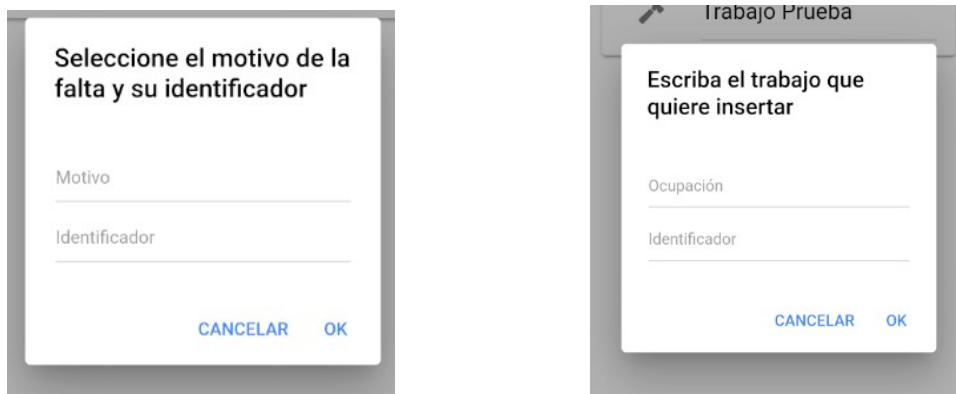 Seleccione el motivo de la
falta y su identificador
Motivo
Identificador
CANCELAR OK
Trabajo Prueba
Escriba el trabajo que
quiere insertar
Ocupación
Identificador
CANCELAR OK